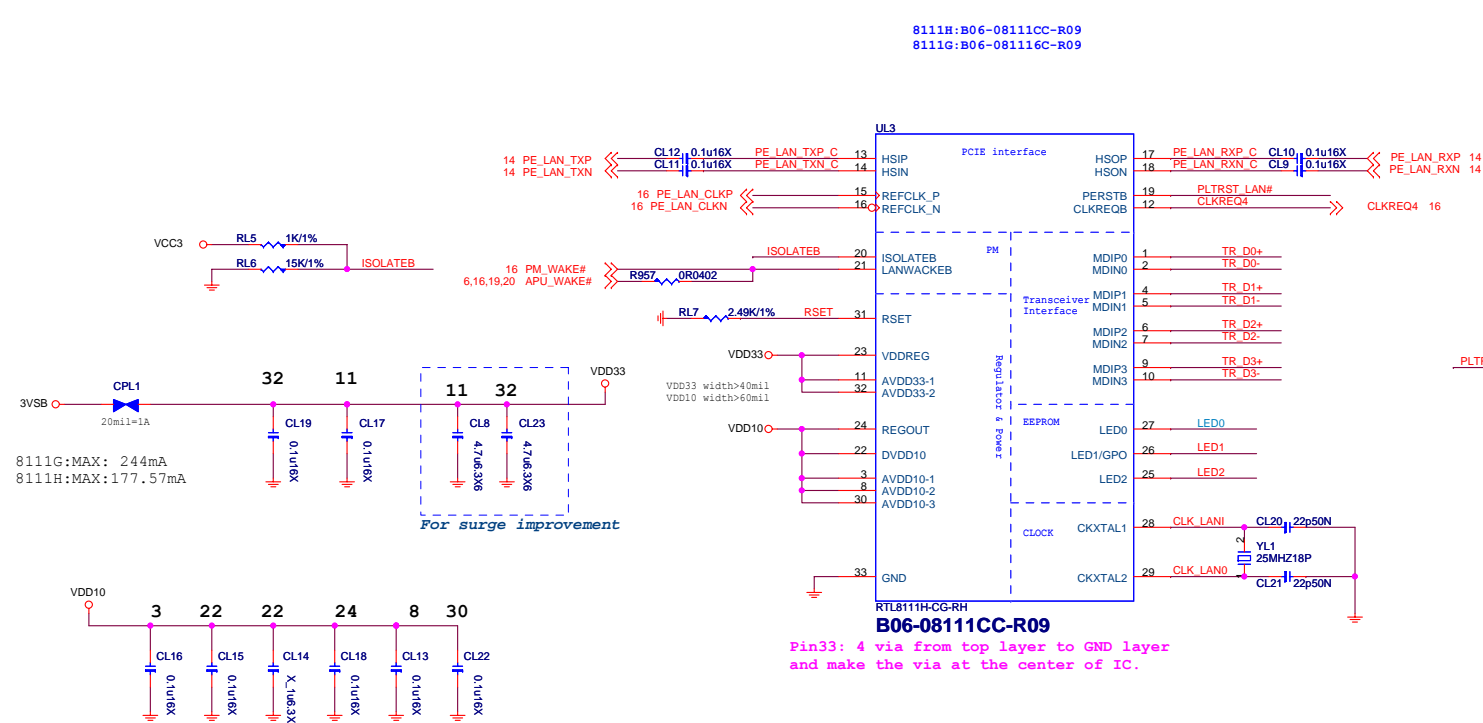 8111H:B06-08111CC-R09
8111G:B06-081116C-R09
UL3
PCIE interface
14 PE_LAN_TXP
CL12
0.1u16X
PE_LAN_TXP_C
13
HSIP
14 PE_LAN_TXN
CL11
0.1u16X
PE_LAN_TXN_C
14
HSIN
16 PE_LAN_CLKP
15
REFCLK_P
16 PE_LAN_CLKN
16
REFCLK_N
HSOP
17
PE_LAN_RXP_C
CL10
0.1u16X
PE_LAN_RXP 14
HSON
18
PE_LAN_RXN_C
CL9
0.1u16X
PE_LAN_RXN 14
PERSTB
19
PLTRST_LAN#
CLKREQB
12
CLKREQ4
CLKREQ4 16
VCC3
RL5
1K/1%
RL6
15K/1%
ISOLATEB
ISOLATEB
20
ISOLATEB
PM
16 PM_WAKE#
21
LANWACKEB
6,16,19,20 APU_WAKE#
R957
0R0402
RL7
2.49K/1%
RSET
31
RSET
VDD33
23
VDDREG
VDD33 width>40mil
VDD10 width>60mil
11
AVDD33-1
32
AVDD33-2
VDD10
24
REGOUT
22
DVDD10
3
AVDD10-1
8
AVDD10-2
30
AVDD10-3
33
GND
Regulator & Power
Transceiver
Interface
MDIP0
1
TR_D0+
MDIN0
2
TR_D0-
MDIP1
4
TR_D1+
MDIN1
5
TR_D1-
MDIP2
6
TR_D2+
MDIN2
7
TR_D2-
MDIP3
9
TR_D3+
MDIN3
10
TR_D3-
PLTR
EEPROM
LED0
27
LED0
LED1/GPO
26
LED1
LED2
25
LED2
CLOCK
CKXTAL1
28
CLK_LANI
CL20
22p50N
2
YL1
25MHZ18P
1
CKXTAL2
29
CLK_LAN0
CL21
22p50N
RTL8111H-CG-RH
B06-08111CC-R09
Pin33: 4 via from top layer to GND layer
and make the via at the center of IC.
3VSB
CPL1
20mil=1A
32
11
11
32
VDD33
CL19
0.1u16X
CL17
0.1u16X
CL8
4.7u6.3X6
CL23
4.7u6.3X6
For surge improvement
8111G:MAX: 244mA
8111H:MAX:177.57mA
VDD10
3
22
22
24
8
30
CL16
0.1u16X
CL15
0.1u16X
CL14
X_1u6.3X
CL18
0.1u16X
CL13
0.1u16X
CL22
0.1u16X